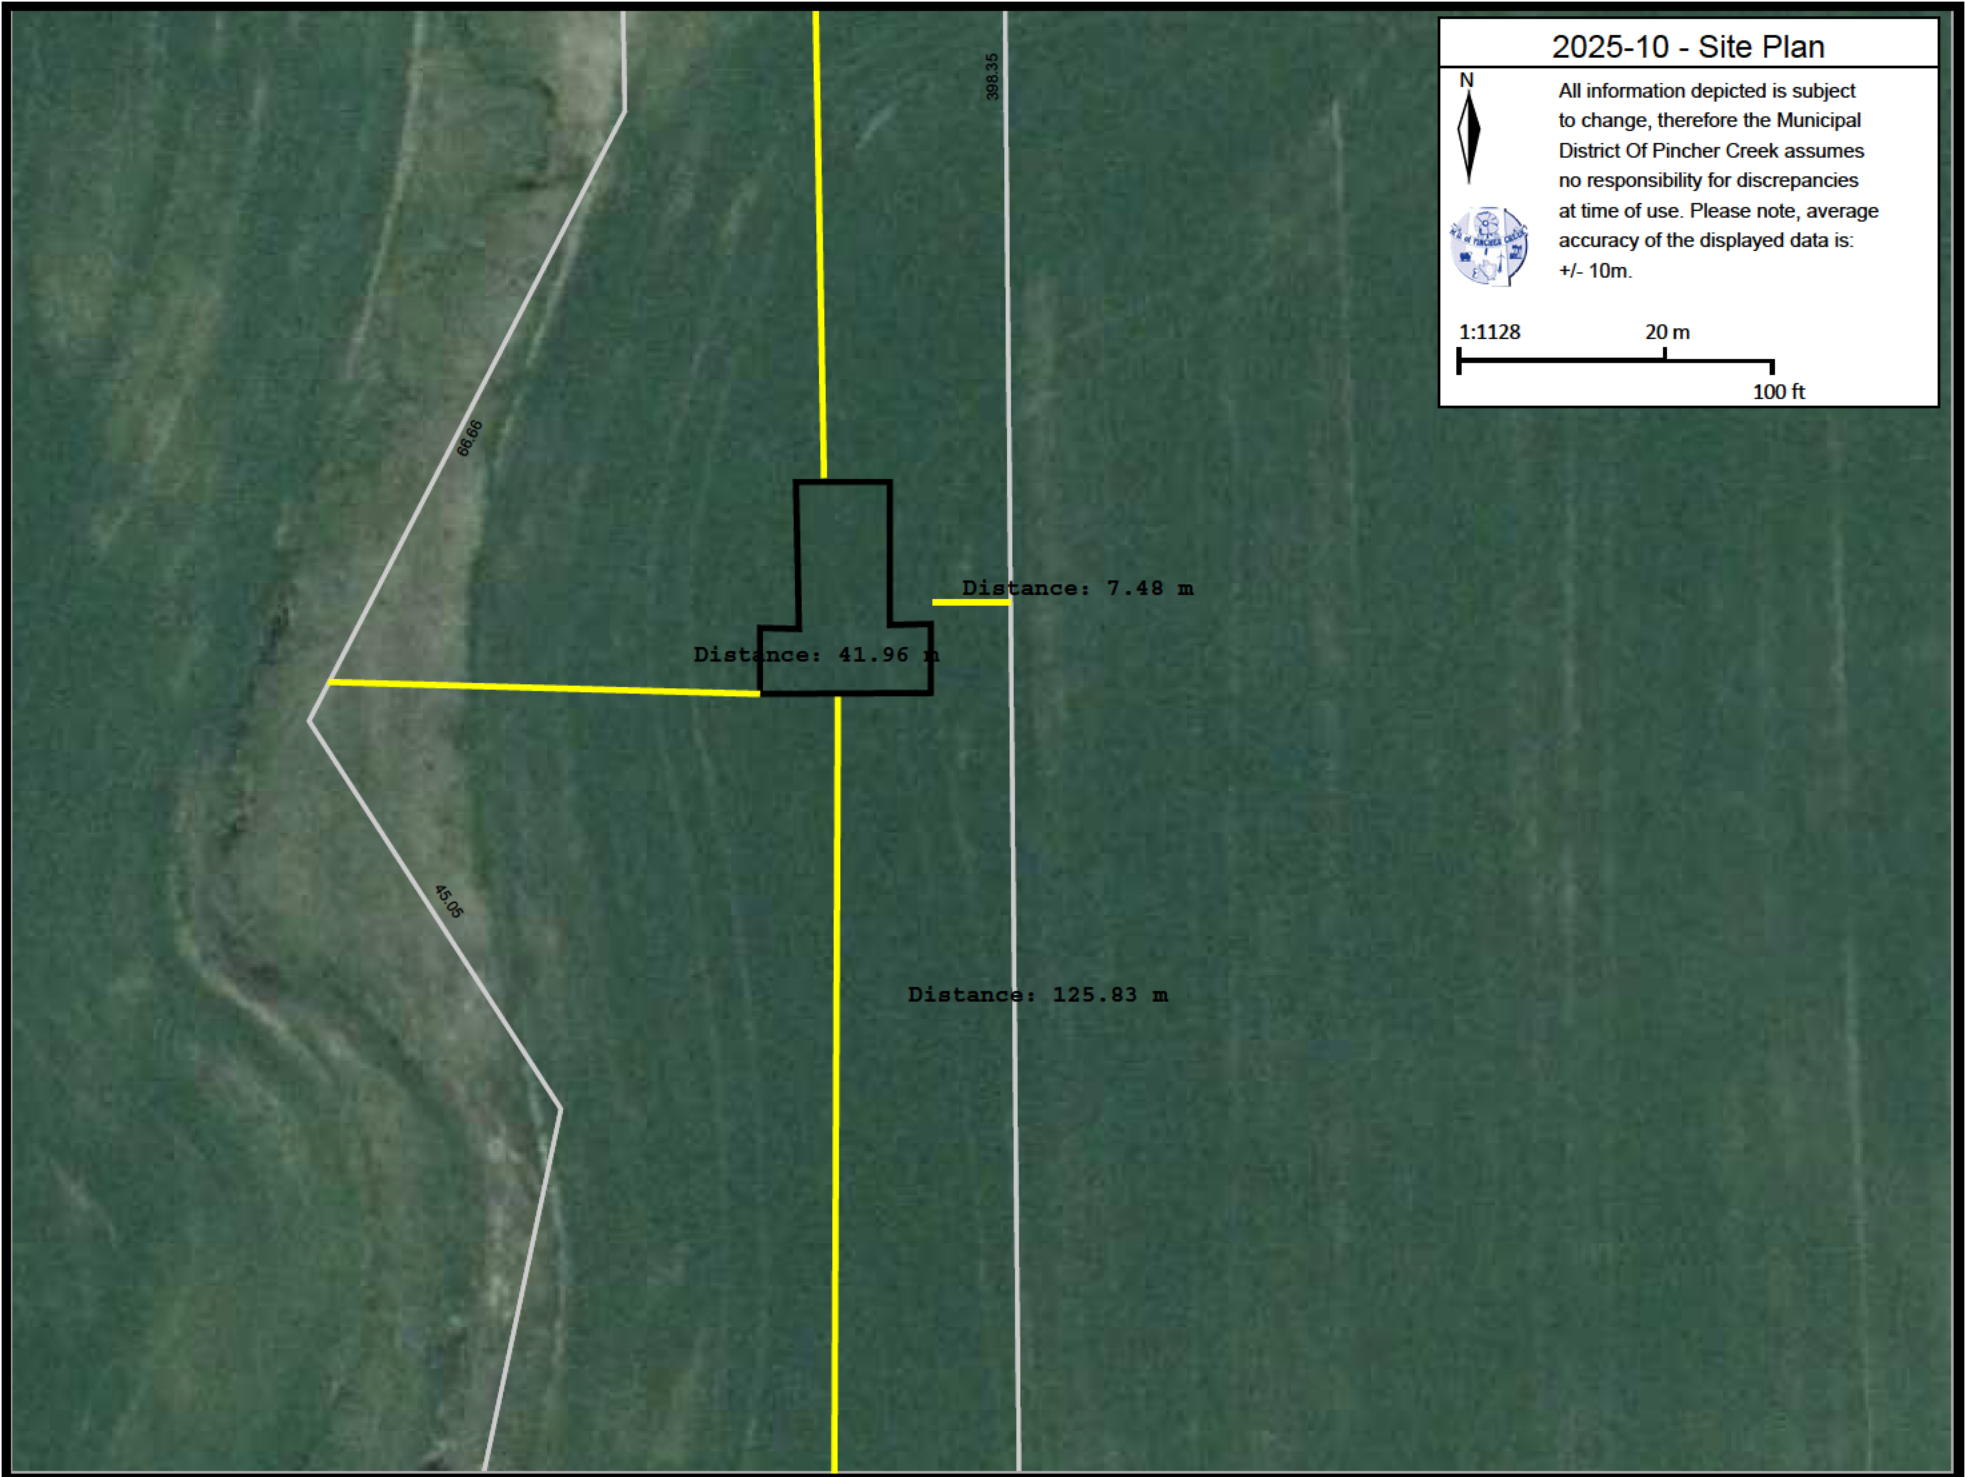 2025-10 - Site Plan
N
All information depicted is subject
to change, therefore the Municipal
District Of Pincher Creek assumes
no responsibility for discrepancies
at time of use. Please note, average
accuracy of the displayed data is:
+/- 10m.
M.D. of PINCHER CREEK
1:1128
20 m
100 ft
398.35
66.66
Distance: 7.48 m
Distance: 41.96 m
45.05
Distance: 125.83 m